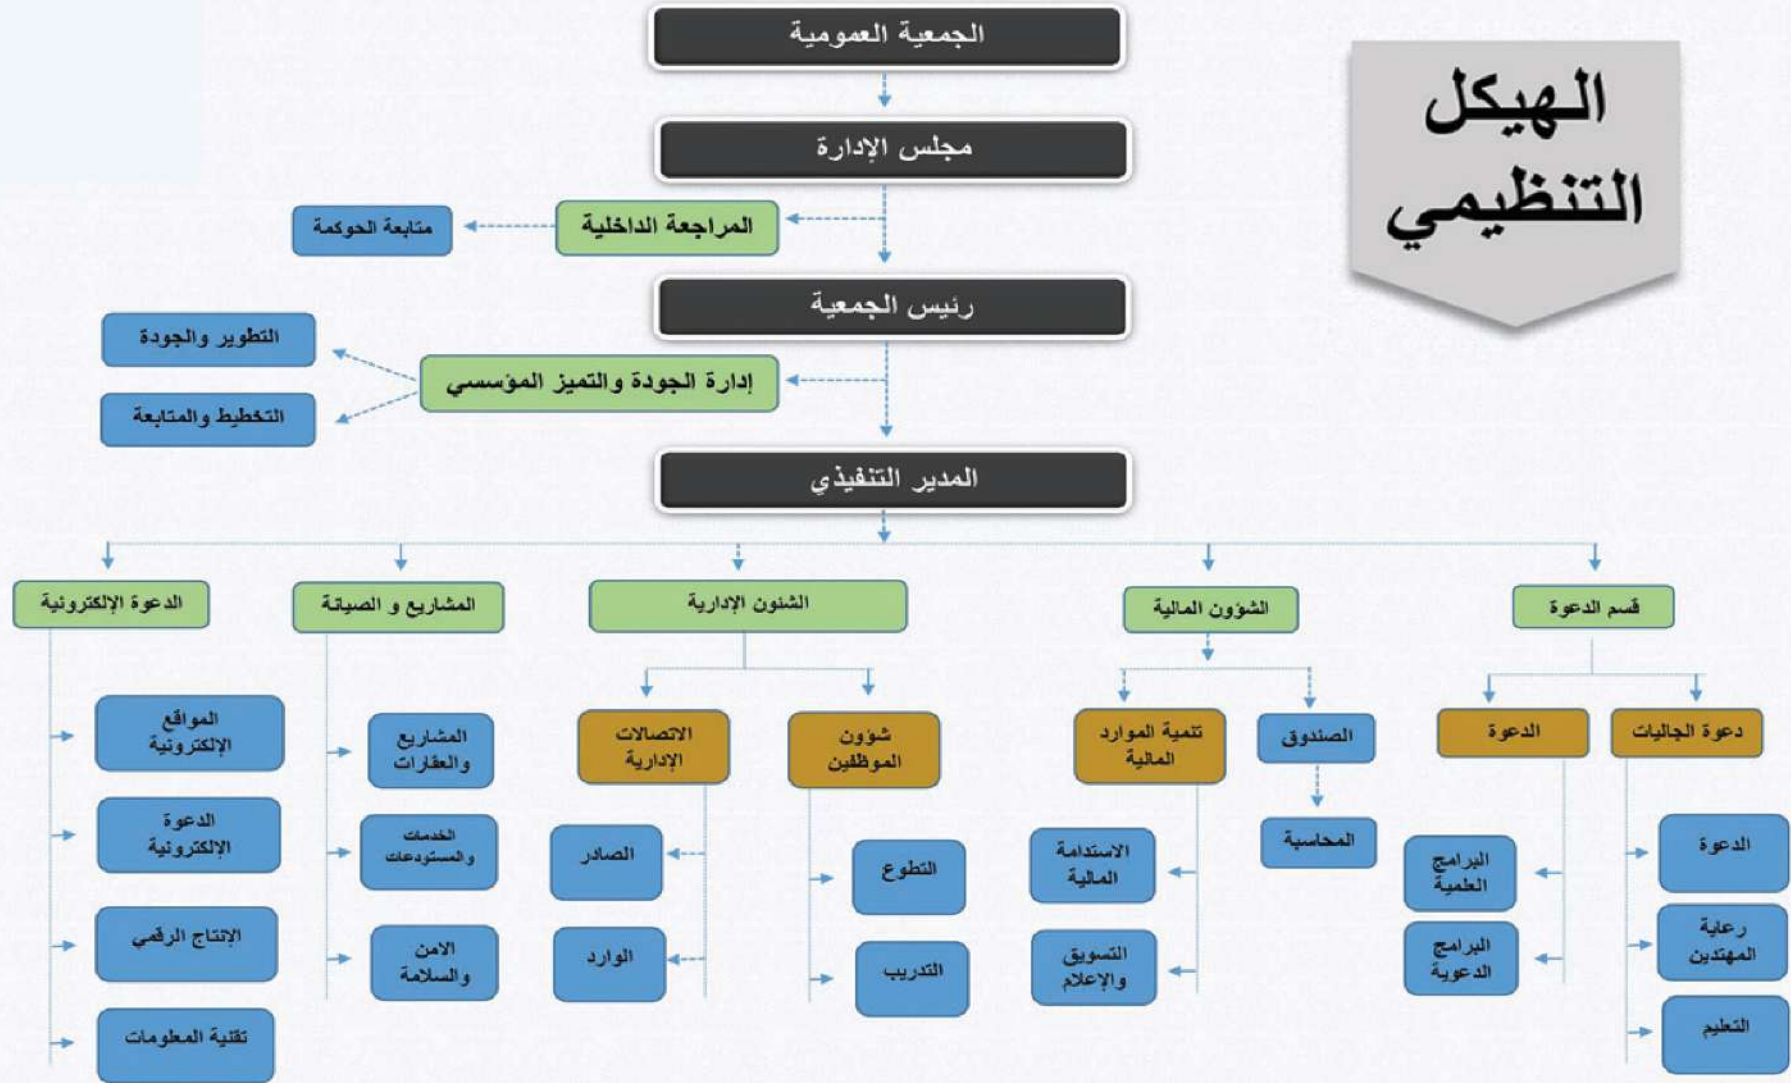 الهيكل
التنظيمي
الجمعية العمومية
مجلس الإدارة
المراجعة الداخلية
متابعة الحوكمة
رئيس الجمعية
إدارة الجودة والتميز المؤسسي
التطوير والجودة
التخطيط والمتابعة
المدير التنفيذي
قسم الدعوة
الشؤون المالية
الشئون الإدارية
المشاريع و الصيانة
الدعوة الإلكترونية
دعوة الجاليات
الدعوة
رعاية
المهتدين
التعليم
الدعوة
البرامج
العلمية
البرامج
الدعوية
الصندوق
المحاسبة
تنمية الموارد
المالية
الاستدامة
المالية
التسويق
والإعلام
شؤون
الموظفين
التطوع
التدريب
الاتصالات
الإدارية
الصادر
الوارد
المشاريع
والعقارات
الخدمات
والمستودعات
الامن
والسلامة
المواقع
الإلكترونية
الدعوة
الإلكترونية
الإنتاج الرقمي
تقنية المعلومات